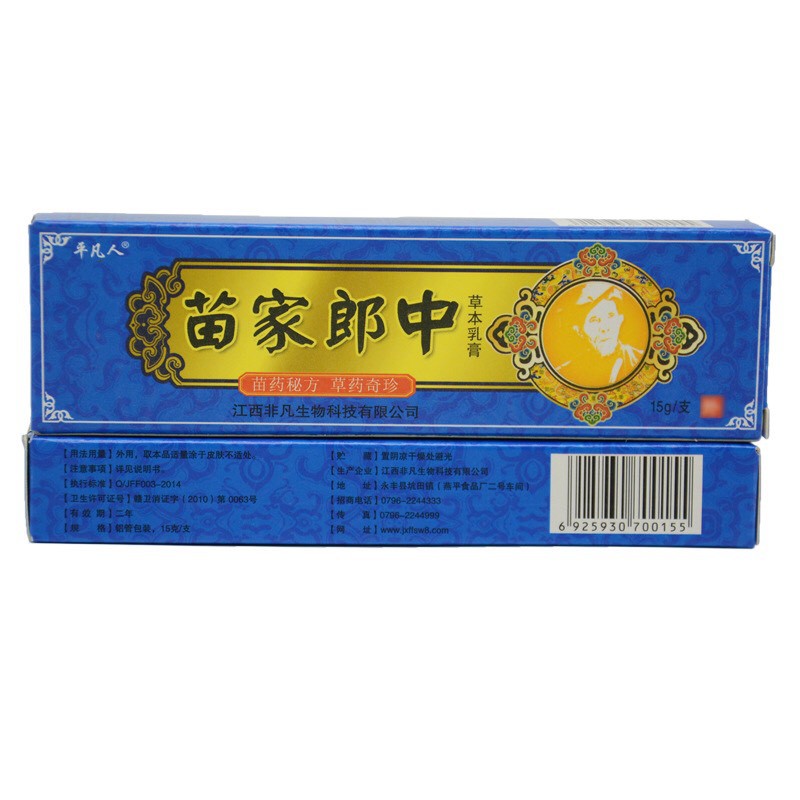 平凡人®
苗家郎中
草本乳膏
苗药秘方 草药奇珍
江西非凡生物科技有限公司
15g/支
【用法用量】外用，取本品适量涂于皮肤不适处。
【注意事项】详见说明书。
【执行标准】Q/JFF003-2014
【卫生许可证号】赣卫消证字（2010）第 0063号
【有效期】二年
【规 格】铝管包装，15克/支
【贮 藏】置阴凉干燥处避光
【生产企业】江西非凡生物科技有限公司
【地 址】永丰县坑田镇（燕平食品厂二号车间）
【招商电话】0796-2244333
【传 真】0796-2244999
【网 址】www.jxffsw8.com
6 925930 700155